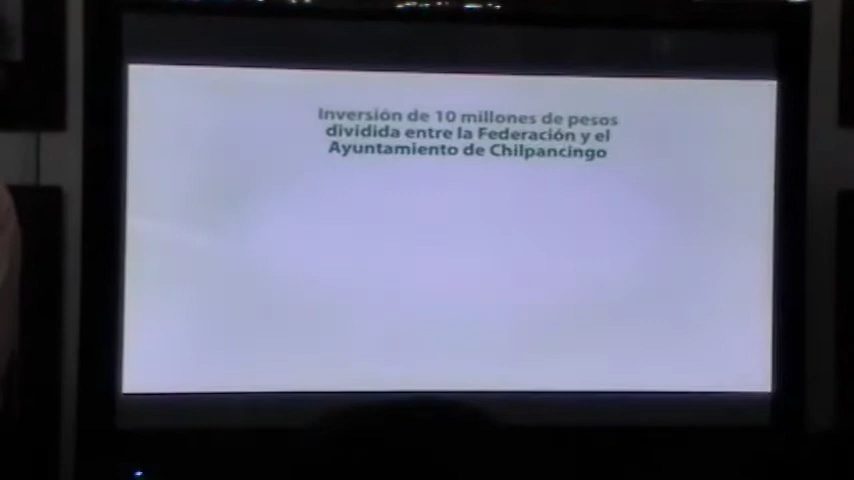 Inversión de 10 millones de pesos
dividida entre la Federación y el
Ayuntamiento de Chilpancingo